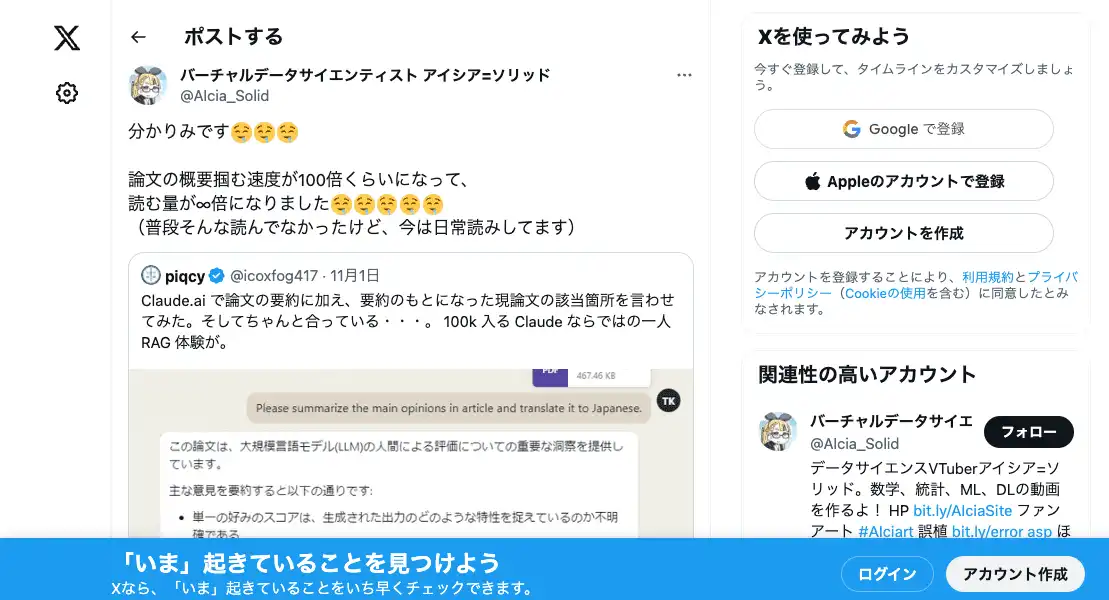 ポストする
バーチャルデータサイエンティスト アイシア=ソリッド
@AIcia_Solid
分かりみです🤤🤤🤤
論文の概要掴む速度が100倍くらいになって、
読む量が∞倍になりました🤤🤤🤤🤤🤤
（普段そんな読んでなかったけど、今は日常読みしてます）
piqcy @icoxfog417 · 11月1日
Claude.ai で論文の要約に加え、要約のもとになった現論文の該当箇所を言わせ
てみた。そしてちゃんと合っている・・・。 100k 入る Claude ならではの一人
RAG 体験が。
PDF
467.46 KB
TK
Please summarize the main opinions in article and translate it to Japanese.
この論文は、大規模言語モデル(LLM)の人間による評価についての重要な洞察を提供し
ています。
主な意見を要約すると以下の通りです:
• 単一の好みのスコアは、生成された出力のどのような特性を捉えているのか不明
確である
Xを使ってみよう
今すぐ登録して、タイムラインをカスタマイズしましょ
う。
Google で登録
Appleのアカウントで登録
アカウントを作成
アカウントを登録することにより、利用規約とプライバ
シーポリシー（Cookieの使用を含む）に同意したとみ
なされます。
関連性の高いアカウント
バーチャルデータサイエ
フォロー
@AIcia_Solid
データサイエンスVTuberアイシア=ソ
リッド。数学、統計、ML、DLの動画
を作るよ！ HP bit.ly/AIciaSite ファン
アート #AIciart 誤植 bit.ly/error_asp ほ
「いま」起きていることを見つけよう
Xなら、「いま」起きていることをいち早くチェックできます。
ログイン
アカウント作成